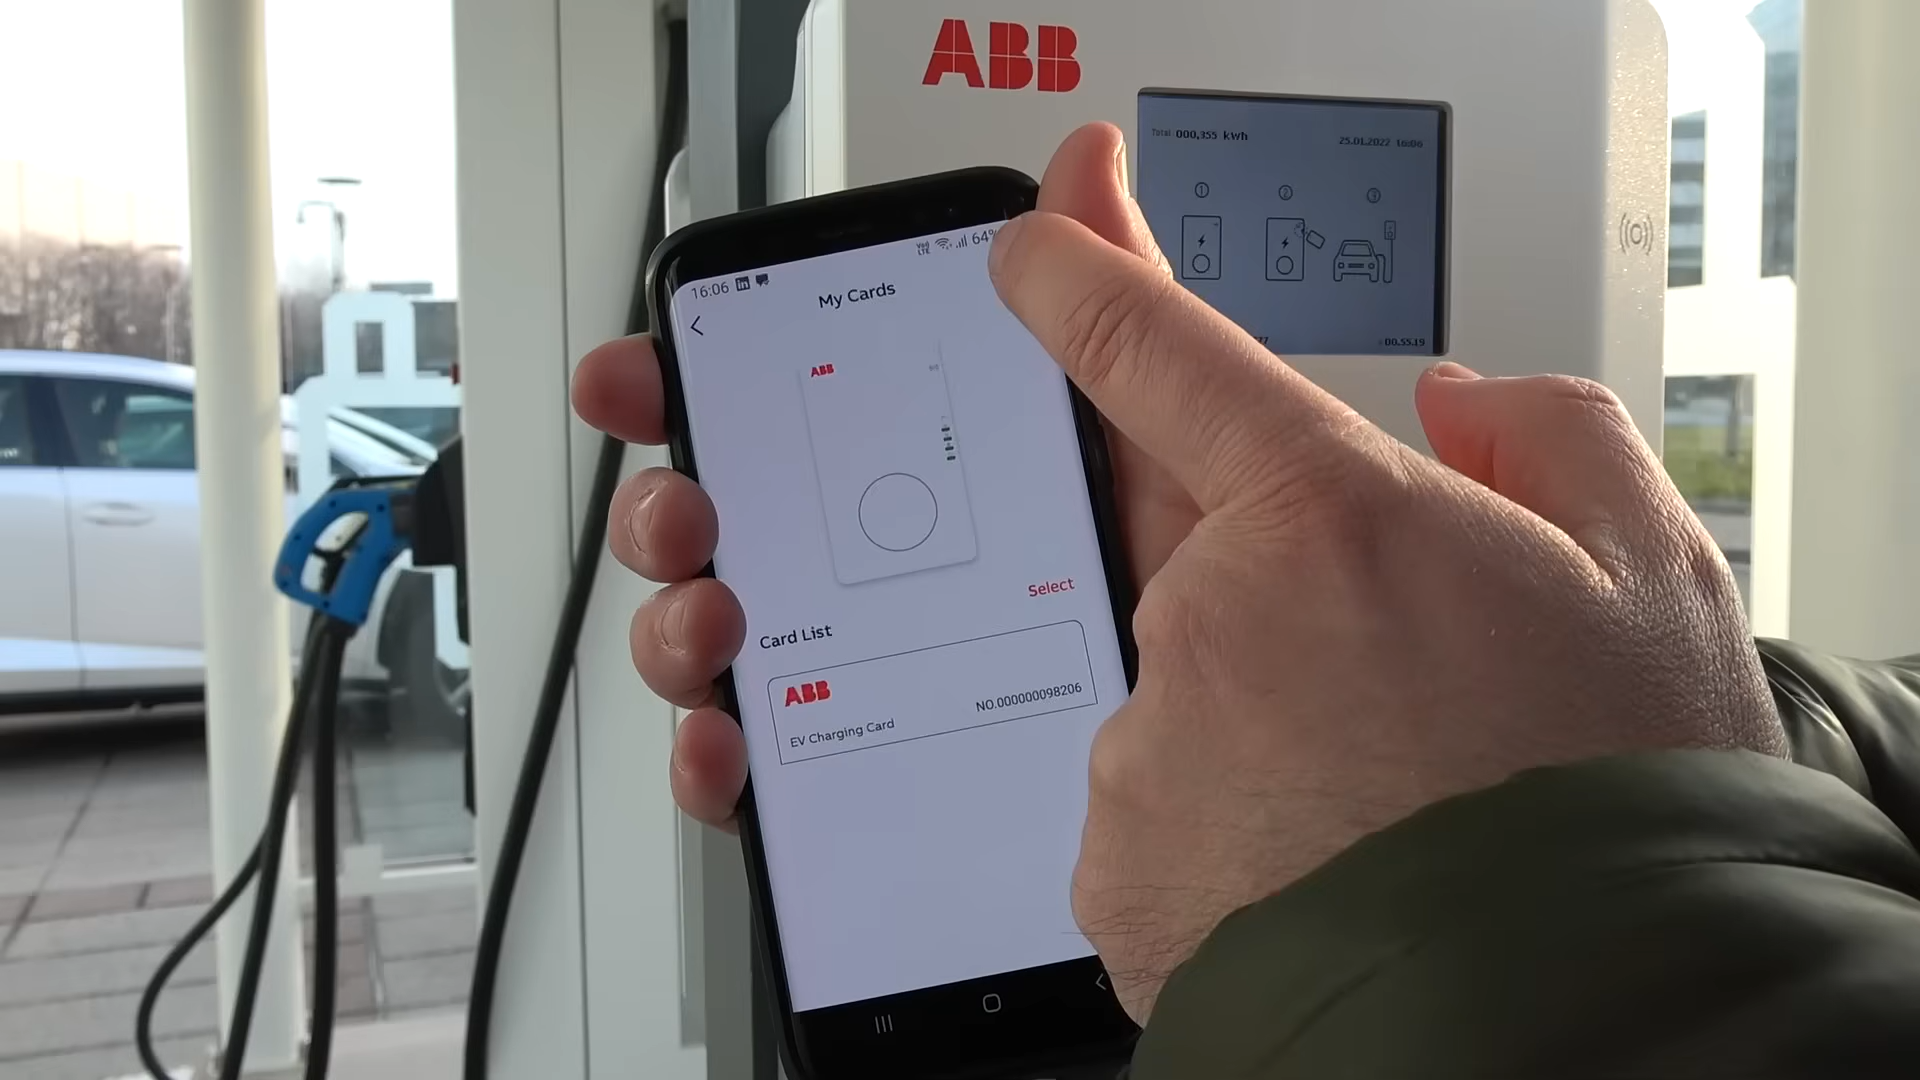 ABB
Total 000,355 kWh
25.01.2022 16:06
1
2
3
00.55.19
VoLTE 64%
16:06
My Cards
ABB
Select
Card List
ABB
NO.000000098206
EV Charging Card